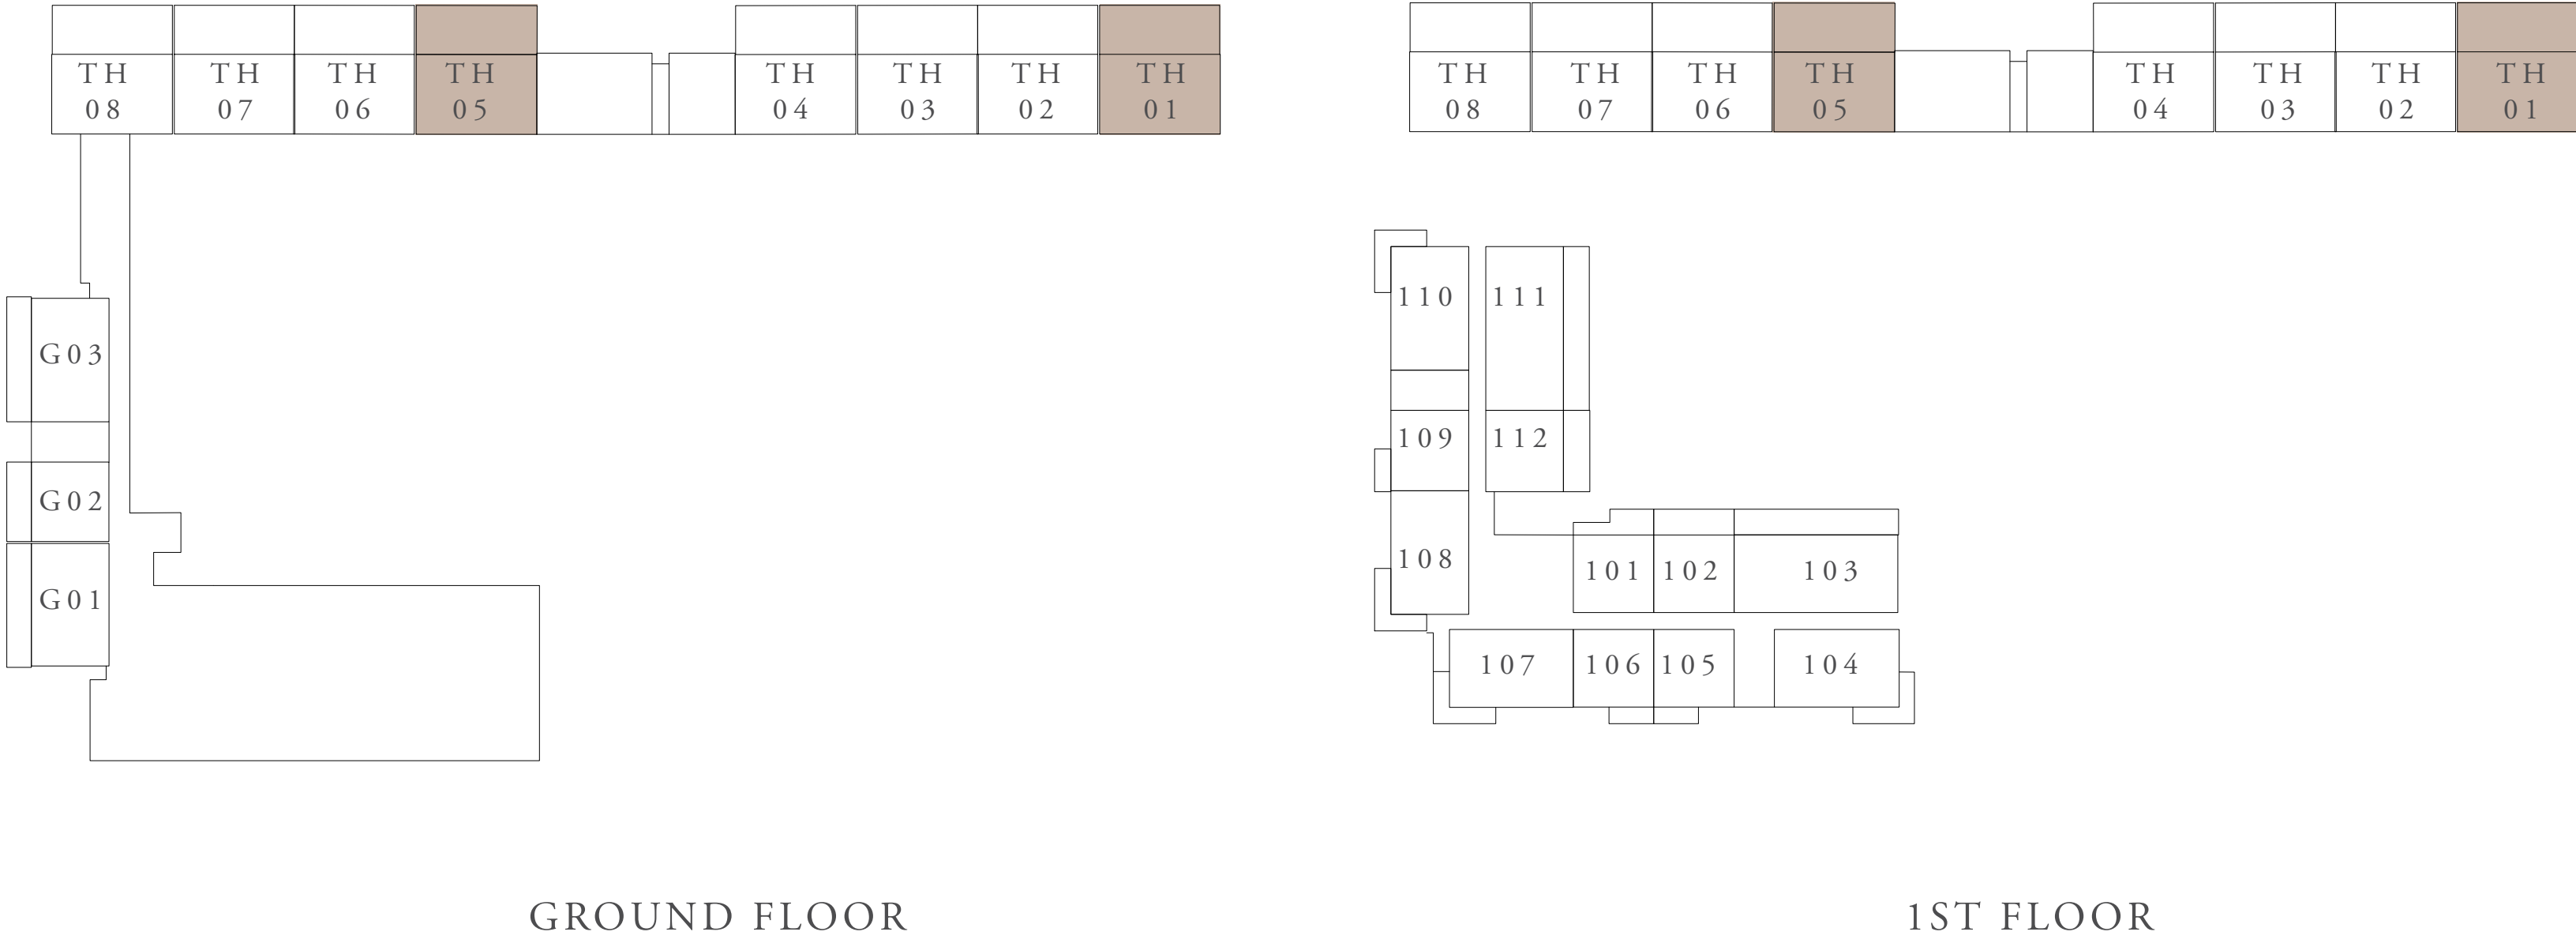 TH 08
TH 07
TH 06
TH 05
TH 04
TH 03
TH 02
TH 01
G03
G02
G01
GROUND FLOOR
TH 08
TH 07
TH 06
TH 05
TH 04
TH 03
TH 02
TH 01
110
111
109
112
108
101
102
103
107
106
105
104
1ST FLOOR